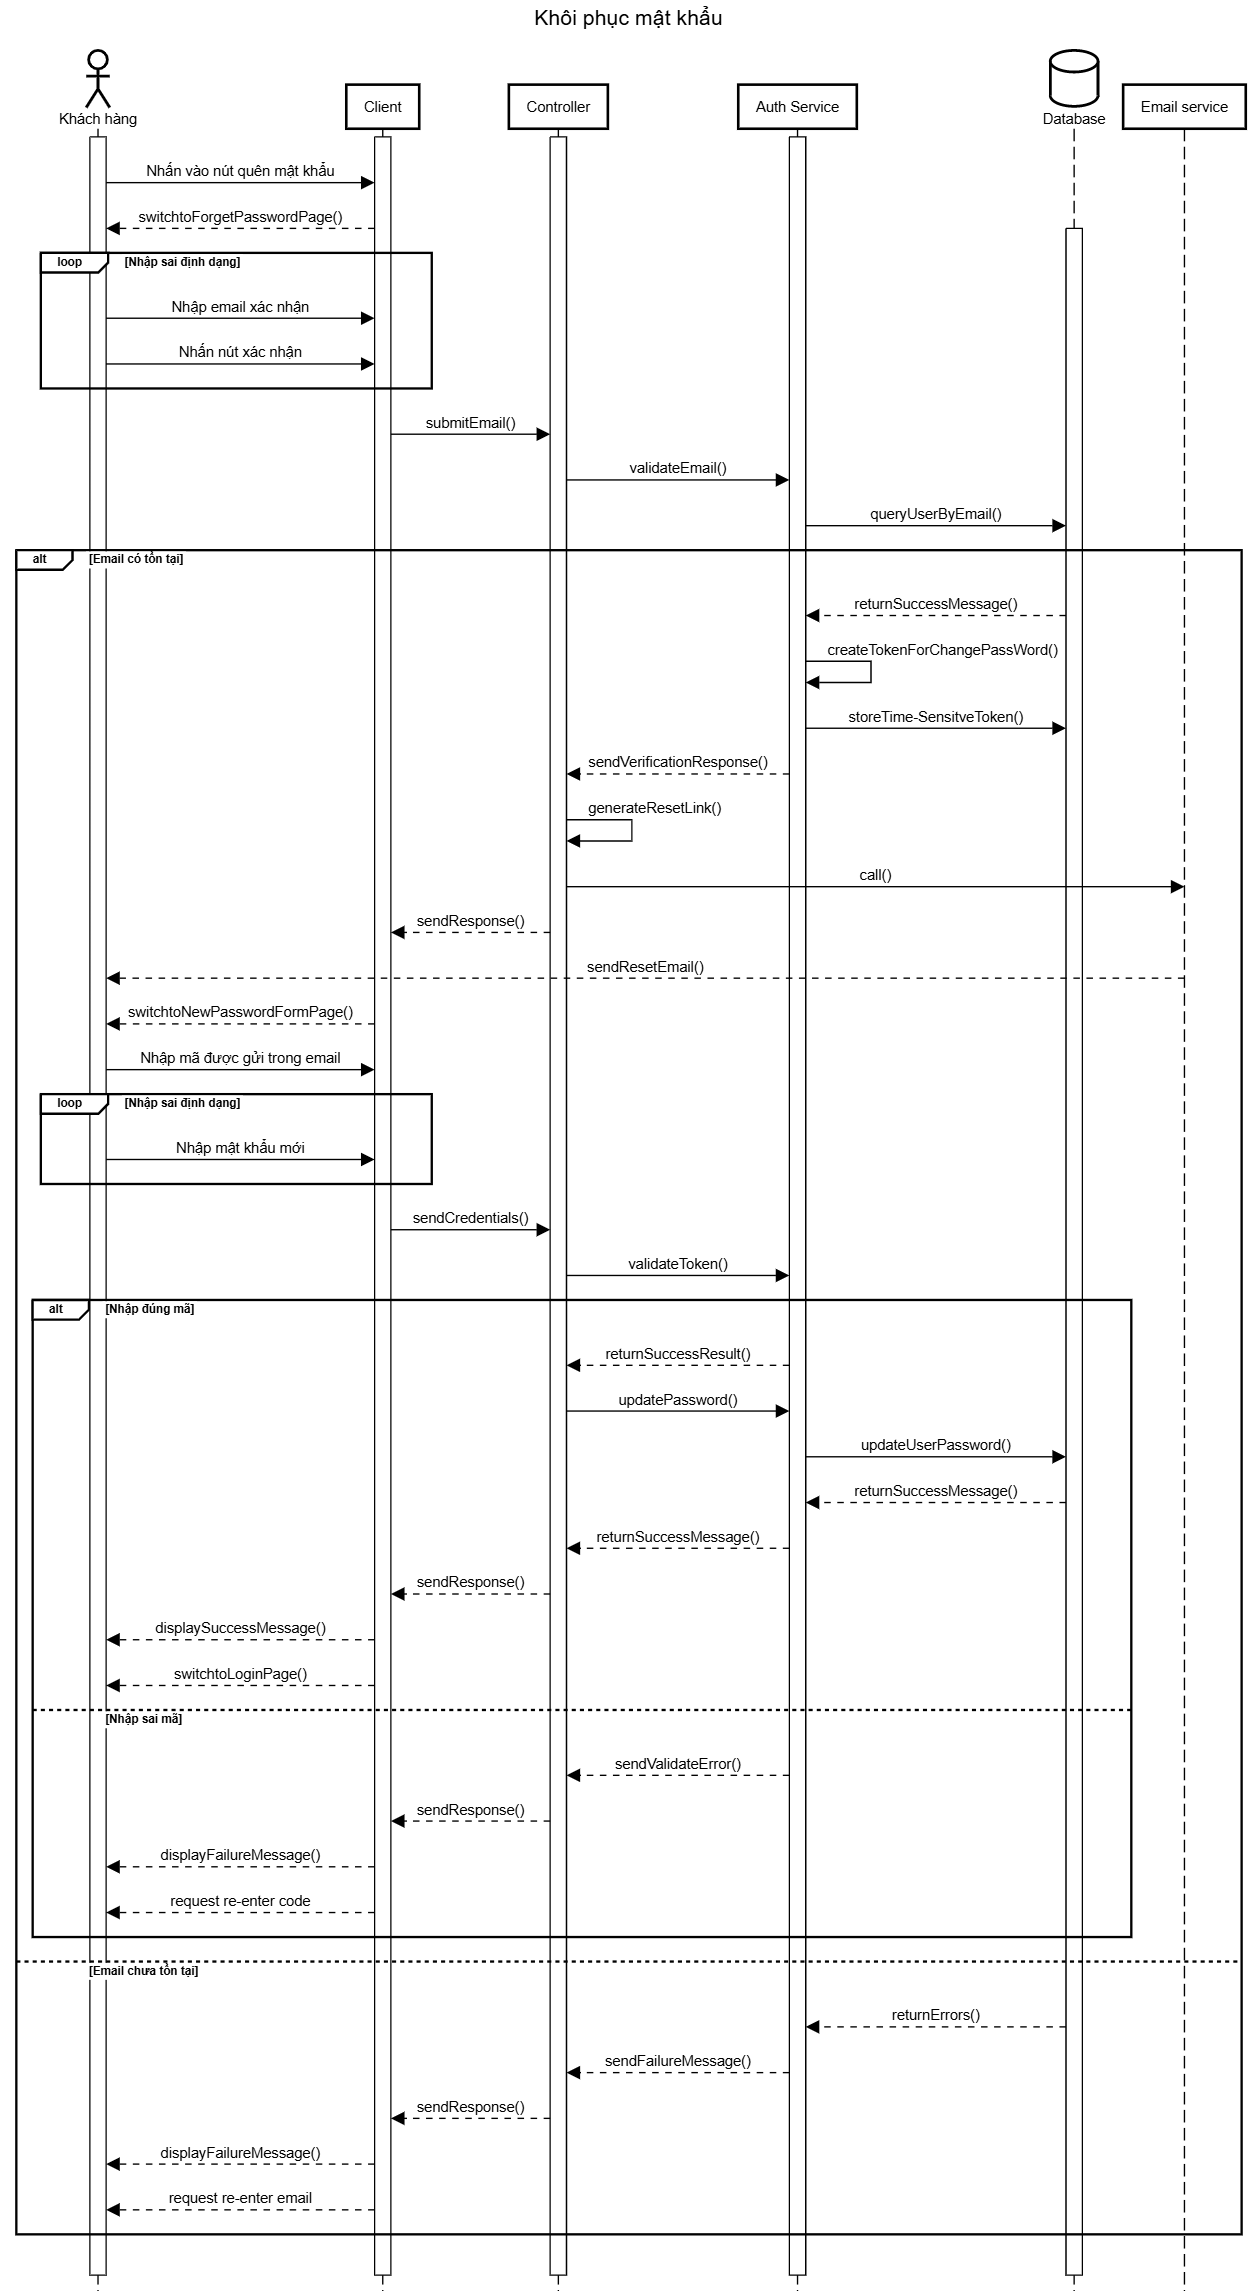 Khôi phục mật khẩu
Khách hàng
Client
Controller
Auth Service
Database
Email service
Nhấn vào nút quên mật khẩu
switchtoForgetPasswordPage()
loop
[Nhập sai định dạng]
Nhập email xác nhận
Nhấn nút xác nhận
submitEmail()
validateEmail()
queryUserByEmail()
alt
[Email có tồn tại]
returnSuccessMessage()
createTokenForChangePassWord()
storeTime-SensitveToken()
sendVerificationResponse()
generateResetLink()
call()
sendResponse()
sendResetEmail()
switchtoNewPasswordFormPage()
Nhập mã được gửi trong email
loop
[Nhập sai định dạng]
Nhập mật khẩu mới
sendCredentials()
validateToken()
alt
[Nhập đúng mã]
returnSuccessResult()
updatePassword()
updateUserPassword()
returnSuccessMessage()
returnSuccessMessage()
sendResponse()
displaySuccessMessage()
switchtoLoginPage()
[Nhập sai mã]
sendValidateError()
sendResponse()
displayFailureMessage()
request re-enter code
[Email chưa tồn tại]
returnErrors()
sendFailureMessage()
sendResponse()
displayFailureMessage()
request re-enter email